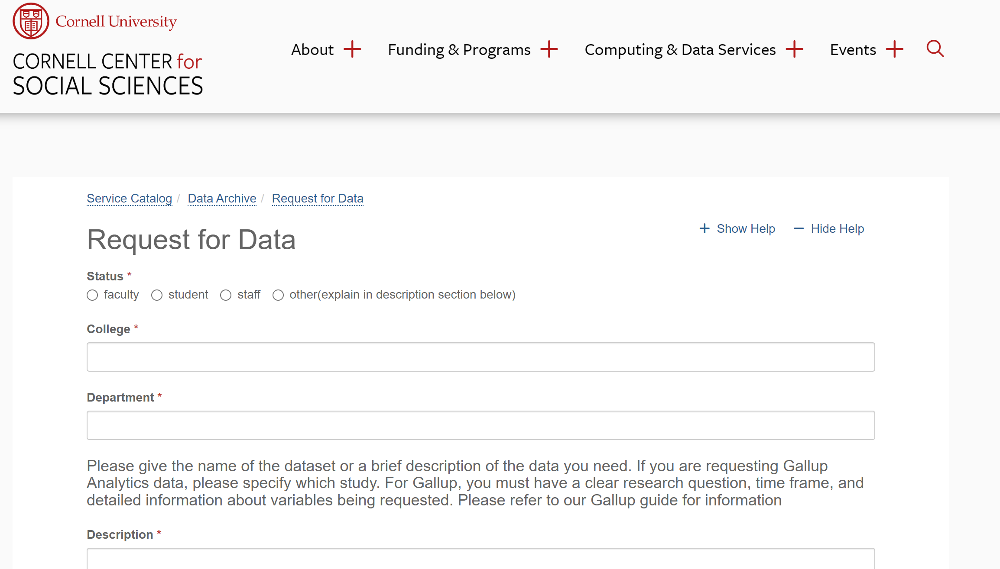 Cornell University
CORNELL CENTER for
SOCIAL SCIENCES
About
Funding & Programs
Computing & Data Services
Events
Service Catalog / Data Archive / Request for Data
Show Help
Hide Help
Request for Data
Status *
faculty student staff other(explain in description section below)
College *
Department *
Please give the name of the dataset or a brief description of the data you need. If you are requesting Gallup
Analytics data, please specify which study. For Gallup, you must have a clear research question, time frame, and
detailed information about variables being requested. Please refer to our Gallup guide for information
Description *